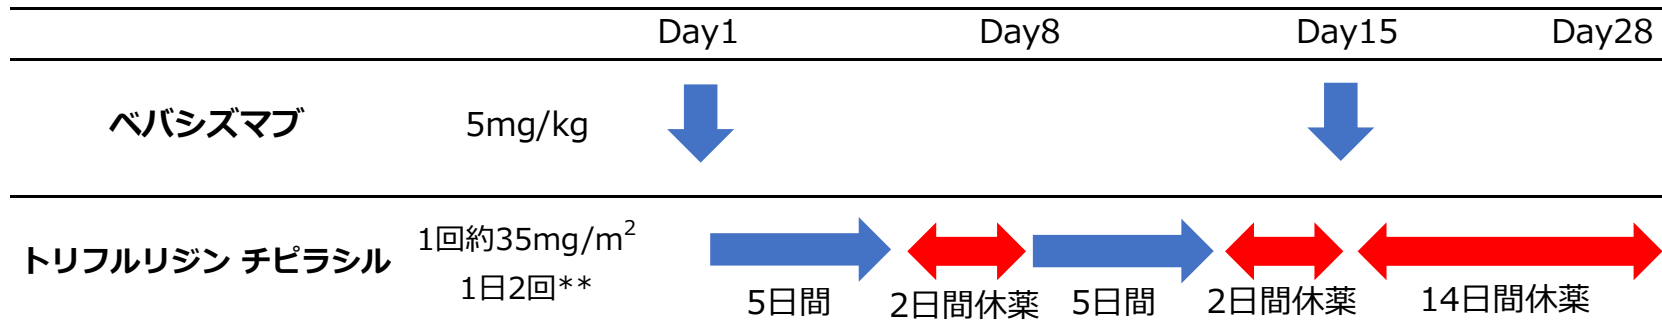 Day1 Day8 Day15 Day28
ベバシズマブ 5mg/kg
トリフルリジン チピラシル 1回約35mg/m²
1日2回**
5日間 2日間休薬 5日間 2日間休薬 14日間休薬